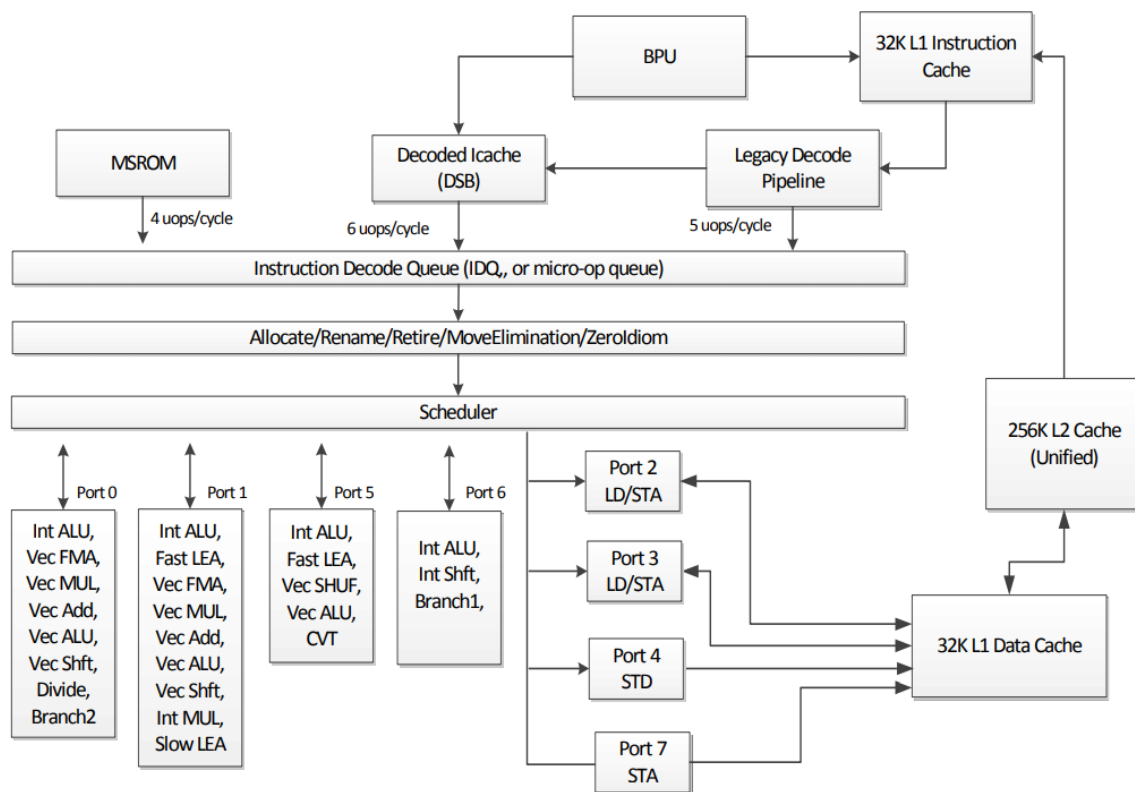 BPU
32K L1 Instruction
Cache
MSROM
Decoded Icache
(DSB)
Legacy Decode
Pipeline
4 uops/cycle
6 uops/cycle
5 uops/cycle
Instruction Decode Queue (IDQ,, or micro-op queue)
Allocate/Rename/Retire/MoveElimination/ZeroIdiom
Scheduler
256K L2 Cache
(Unified)
Port 0
Int ALU,
Vec FMA,
Vec MUL,
Vec Add,
Vec ALU,
Vec Shft,
Divide,
Branch2
Port 1
Int ALU,
Fast LEA,
Vec FMA,
Vec MUL,
Vec Add,
Vec ALU,
Vec Shft,
Int MUL,
Slow LEA
Port 5
Int ALU,
Fast LEA,
Vec SHUF,
Vec ALU,
CVT
Port 6
Int ALU,
Int Shft,
Branch1,
Port 2
LD/STA
Port 3
LD/STA
Port 4
STD
Port 7
STA
32K L1 Data Cache